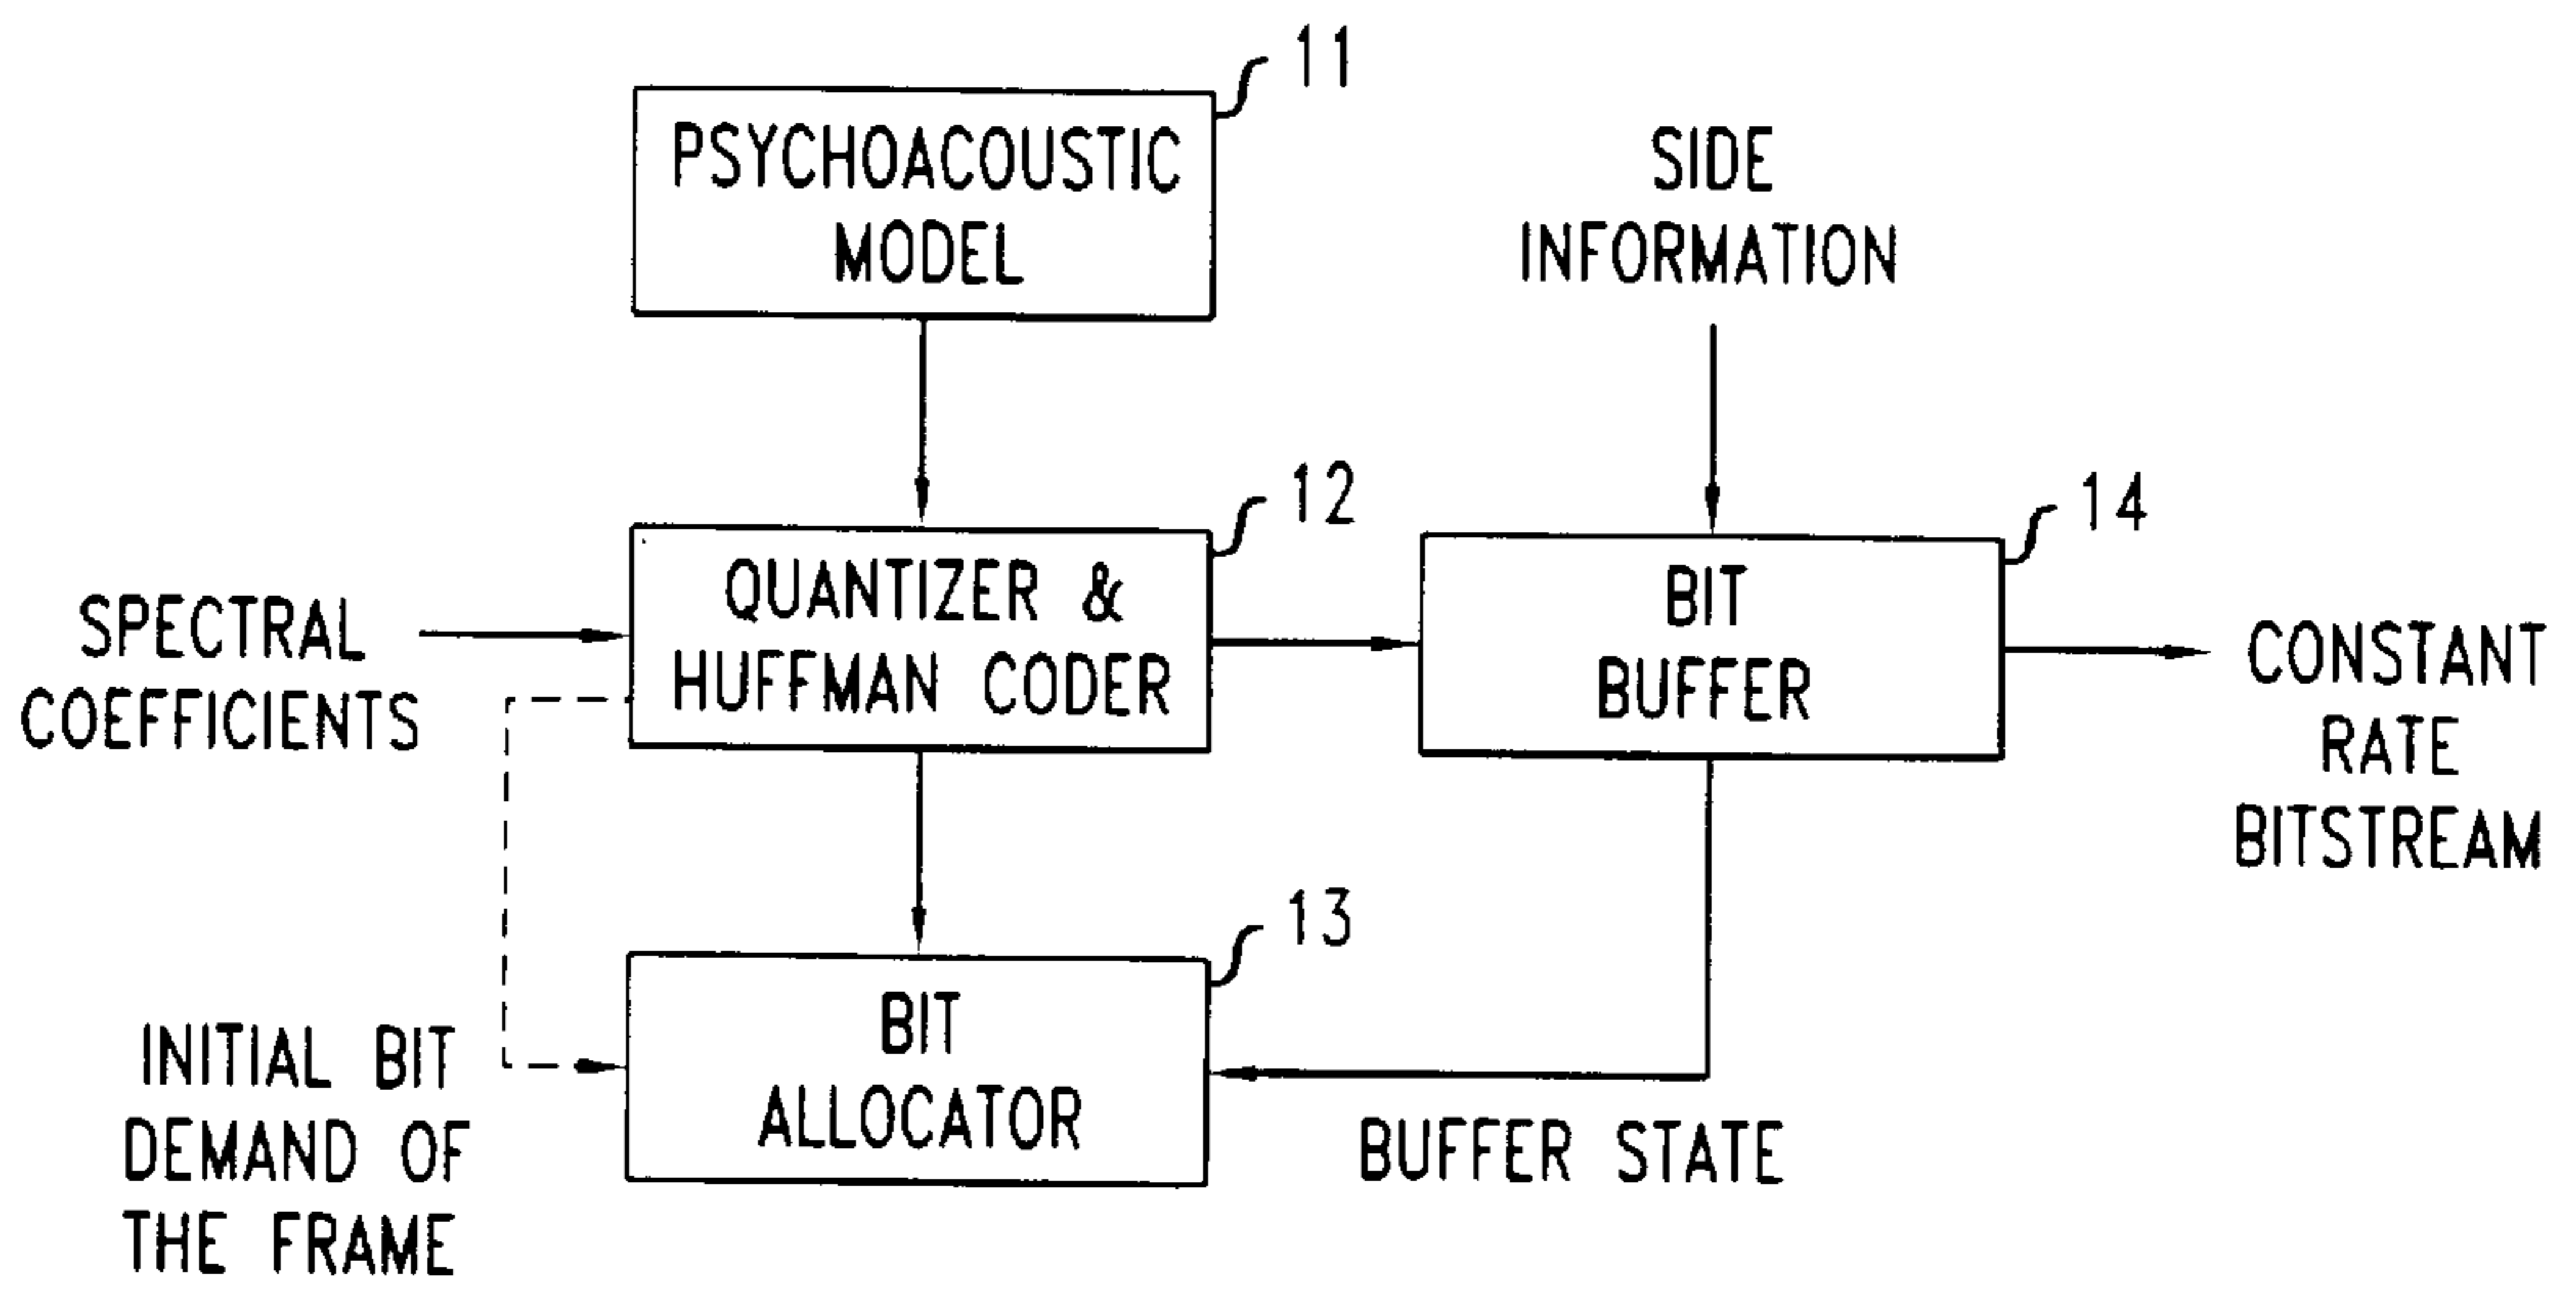 11
PSYCHOACOUSTIC
MODEL
SIDE
INFORMATION
12
14
SPECTRAL
COEFFICIENTS
QUANTIZER &
HUFFMAN CODER
BIT
BUFFER
CONSTANT
RATE
BITSTREAM
13
INITIAL BIT
DEMAND OF
THE FRAME
BIT
ALLOCATOR
BUFFER STATE